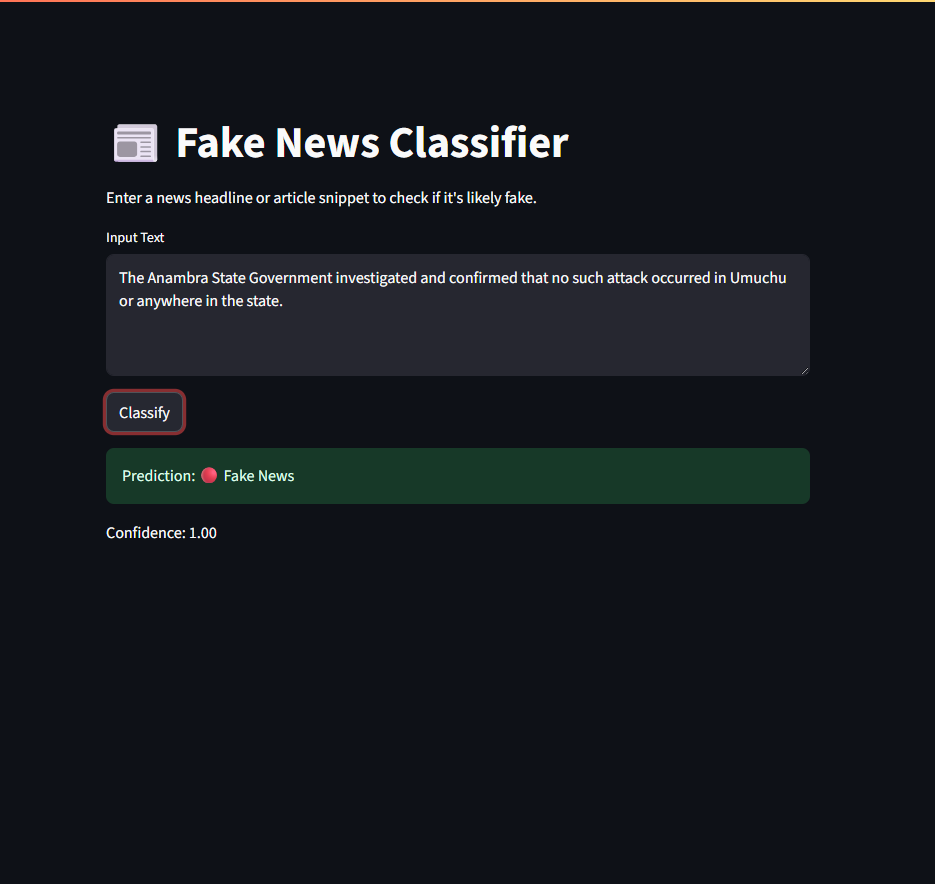 Fake News Classifier
Enter a news headline or article snippet to check if it's likely fake.
Input Text
The Anambra State Government investigated and confirmed that no such attack occurred in Umuchu
or anywhere in the state.
Classify
Prediction: 🔴 Fake News
Confidence: 1.00